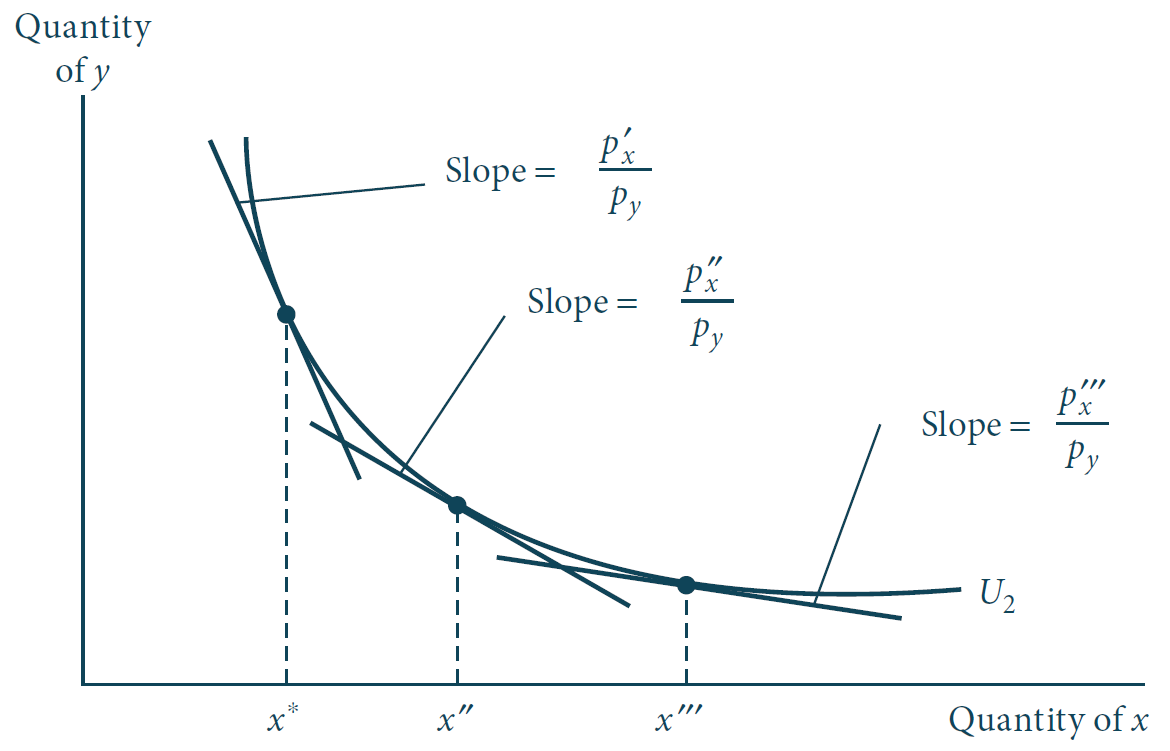 Quantity
of y
Slope = p′x / py
Slope = p″x / py
Slope = p‴x / py
U2
x*
x″
x‴
Quantity of x